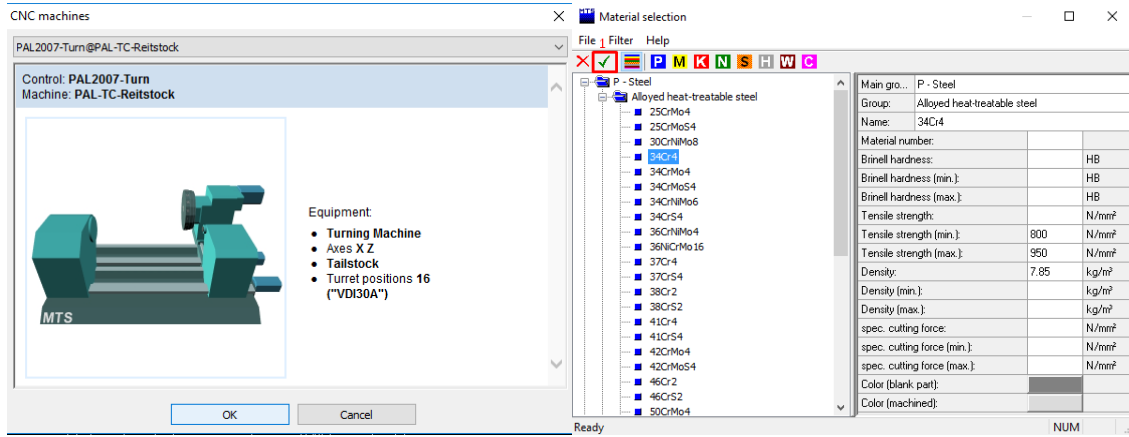 CNC machines
PAL2007-Turn@PAL-TC-Reitstock
Control: PAL2007-Turn
Machine: PAL-TC-Reitstock
MTS
Equipment:
• Turning Machine
• Axes X Z
• Tailstock
• Turret positions 16
("VDI30A")
OK Cancel
MTS Material selection
File 1 Filter Help
P M K N S H W C
P - Steel
Alloyed heat-treatable steel
25CrMo4
25CrMoS4
30CrNiMo8
34Cr4
34CrMo4
34CrMoS4
34CrNiMo6
34CrS4
36CrNiMo4
36NiCrMo16
37Cr4
37CrS4
38Cr2
38CrS2
41Cr4
41CrS4
42CrMo4
42CrMoS4
46Cr2
46CrS2
50CrMo4
Main gro... P - Steel
Group: Alloyed heat-treatable steel
Name: 34Cr4
Material number:
Brinell hardness: HB
Brinell hardness (min.): HB
Brinell hardness (max.): HB
Tensile strength: N/mm²
Tensile strength (min.): 800 N/mm²
Tensile strength (max.): 950 N/mm²
Density: 7.85 kg/m³
Density (min.): kg/m³
Density (max.): kg/m³
spec. cutting force: N/mm²
spec. cutting force (min.): N/mm²
spec. cutting force (max.): N/mm²
Color (blank part):
Color (machined):
Ready NUM